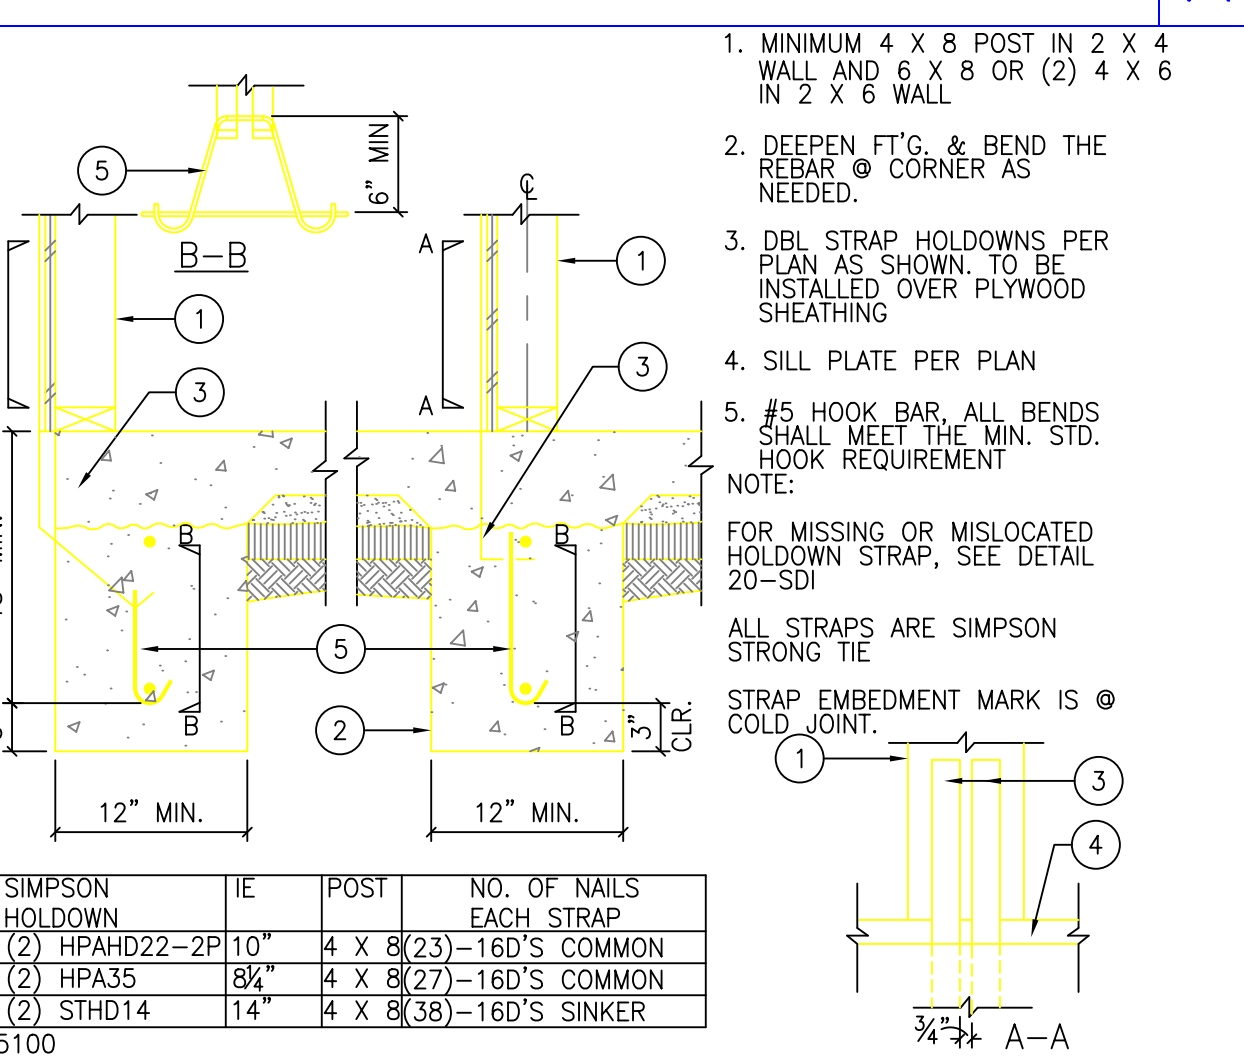 1. MINIMUM 4 X 8 POST IN 2 X 4
WALL AND 6 X 8 OR (2) 4 X 6
IN 2 X 6 WALL
2. DEEPEN FT'G. & BEND THE
REBAR @ CORNER AS
NEEDED.
3. DBL STRAP HOLDOWNS PER
PLAN AS SHOWN. TO BE
INSTALLED OVER PLYWOOD
SHEATHING
4. SILL PLATE PER PLAN
5. #5 HOOK BAR, ALL BENDS
SHALL MEET THE MIN. STD.
HOOK REQUIREMENT
NOTE:
FOR MISSING OR MISLOCATED
HOLDOWN STRAP, SEE DETAIL
20-SDI
ALL STRAPS ARE SIMPSON
STRONG TIE
STRAP EMBEDMENT MARK IS @
COLD JOINT.
5
6" MIN
B-B
℄
A
1
1
3
3
A
B
B
5
B
B
2
3"
CLR.
12" MIN.
12" MIN.
1
3
4
3/4"
A-A
SIMPSON HOLDOWN IE POST NO. OF NAILS EACH STRAP
(2) HPAHD22-2P 10" 4 X 8 (23)-16D'S COMMON
(2) HPA35 8¼" 4 X 8 (27)-16D'S COMMON
(2) STHD14 14" 4 X 8 (38)-16D'S SINKER
5100